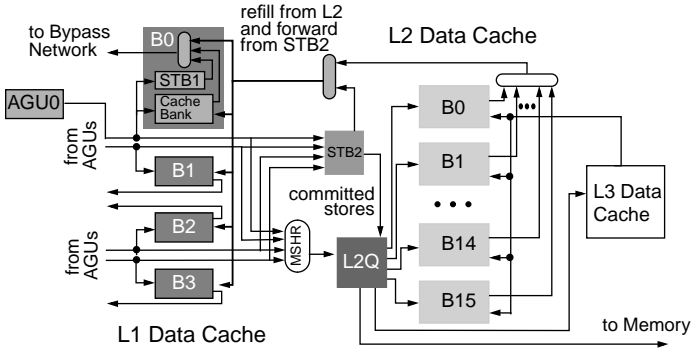 refill from L2
and forward
from STB2
to Bypass
Network
B0
STB1
Cache
Bank
AGU0
from
AGUs
B1
B2
from
AGUs
B3
L1 Data Cache
STB2
committed
stores
MSHR
L2Q
L2 Data Cache
B0
B1
B14
B15
L3 Data
Cache
to Memory